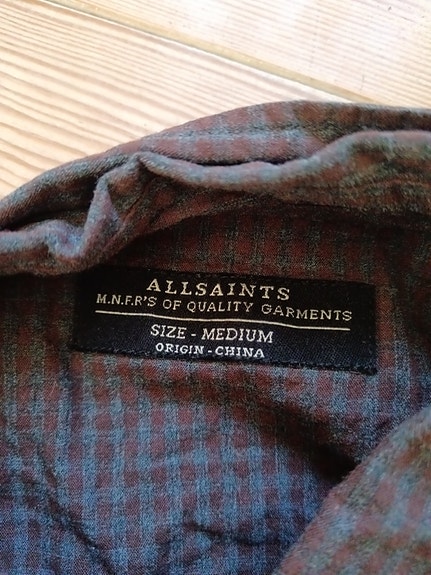 ALLSAINTS
M.N.F.R'S OF QUALITY GARMENTS
SIZE - MEDIUM
ORIGIN - CHINA